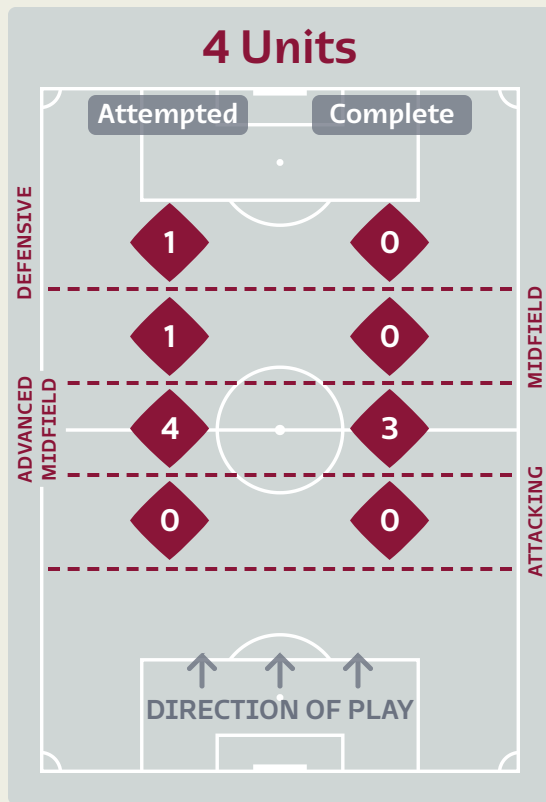 4 Units
Attempted Complete
DEFENSIVE
1 0
MIDFIELD
1 0
ADVANCED
MIDFIELD
4 3
ATTACKING
0 0
DIRECTION OF PLAY